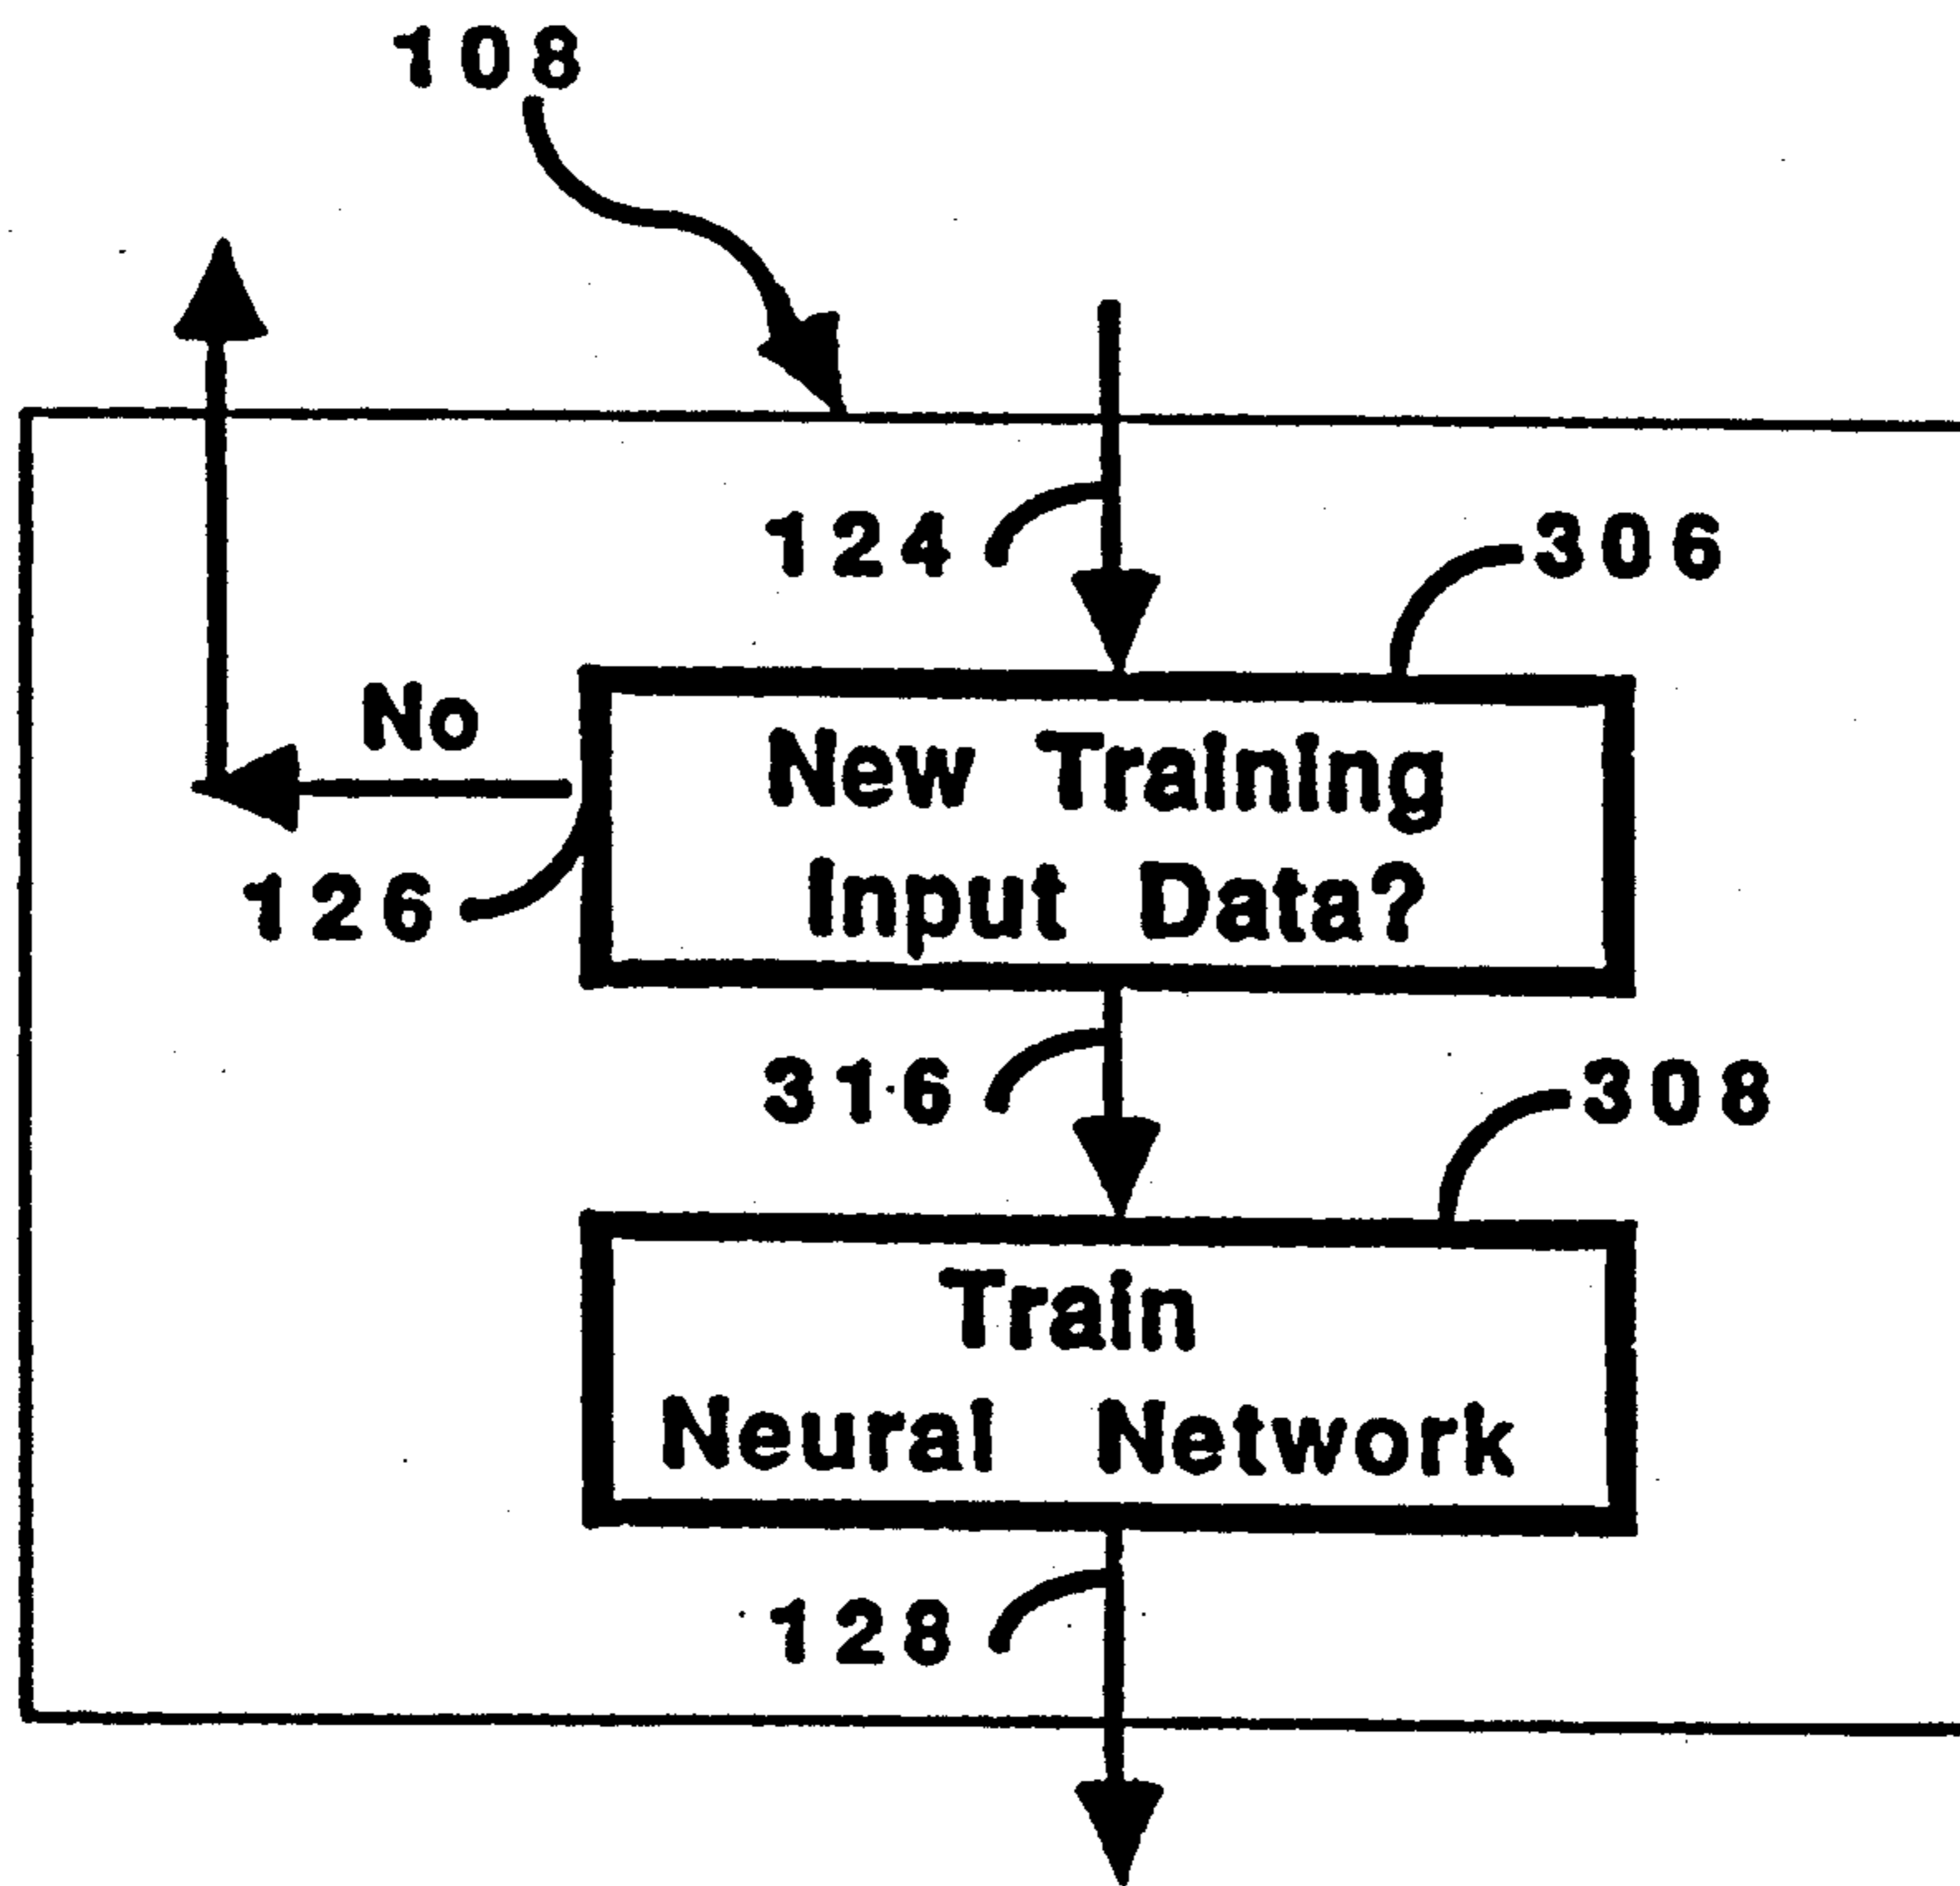 108
124
306
No
New Training
Input Data?
126
316
308
Train
Neural Network
128